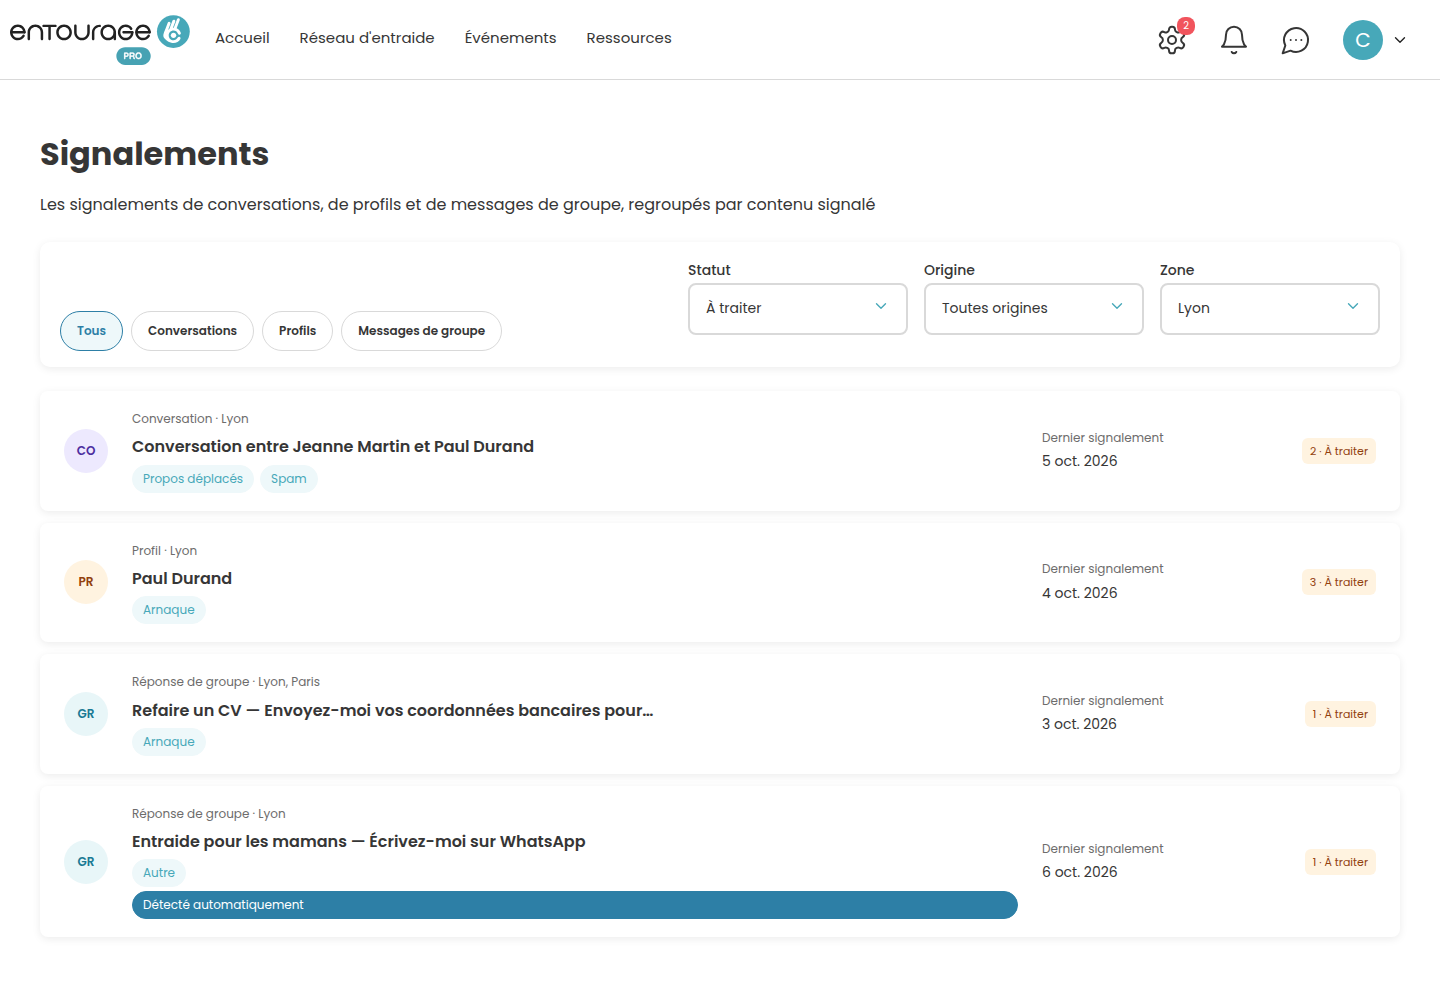 entourage
PRO
Accueil
Réseau d'entraide
Événements
Ressources
2
C
Signalements
Les signalements de conversations, de profils et de messages de groupe, regroupés par contenu signalé
Statut
Origine
Zone
À traiter
Toutes origines
Lyon
Tous
Conversations
Profils
Messages de groupe
CO
Conversation · Lyon
Conversation entre Jeanne Martin et Paul Durand
Propos déplacés
Spam
Dernier signalement
5 oct. 2026
2 · À traiter
PR
Profil · Lyon
Paul Durand
Arnaque
Dernier signalement
4 oct. 2026
3 · À traiter
GR
Réponse de groupe · Lyon, Paris
Refaire un CV — Envoyez-moi vos coordonnées bancaires pour…
Arnaque
Dernier signalement
3 oct. 2026
1 · À traiter
GR
Réponse de groupe · Lyon
Entraide pour les mamans — Écrivez-moi sur WhatsApp
Autre
Détecté automatiquement
Dernier signalement
6 oct. 2026
1 · À traiter